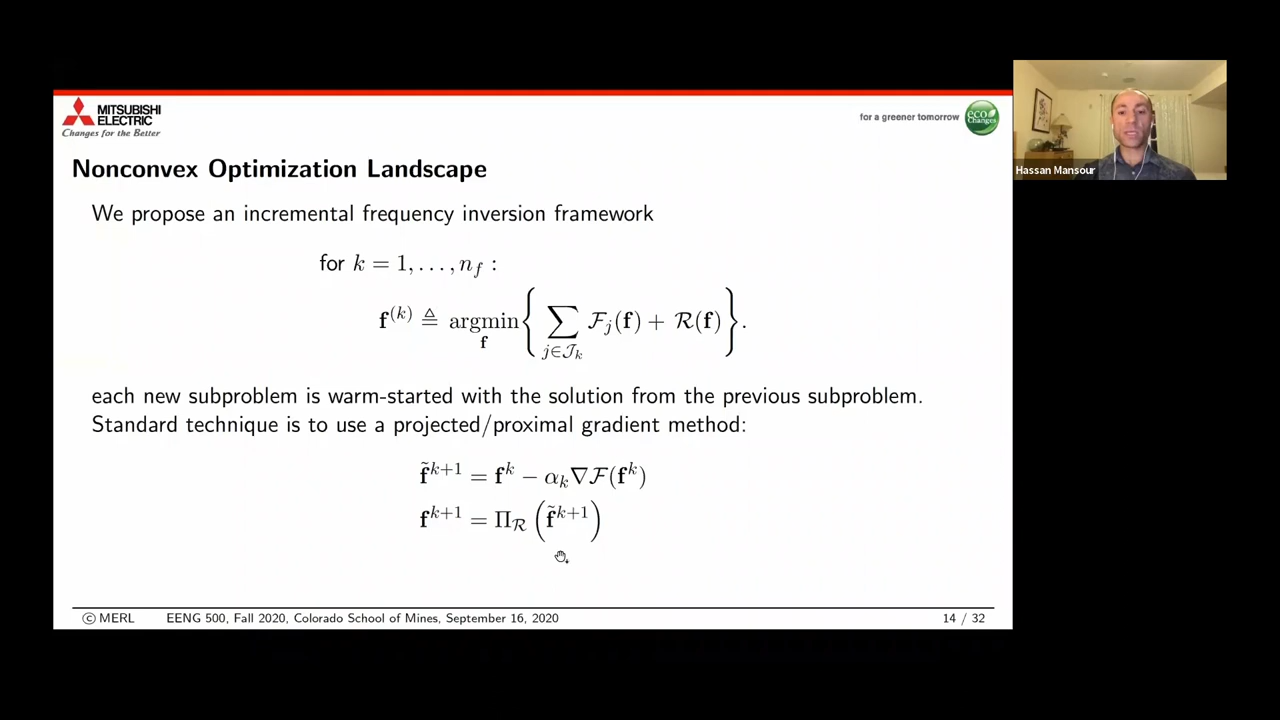 MITSUBISHI
ELECTRIC
Changes for the Better
for a greener tomorrow
eco
Changes
Hassan Mansour
Nonconvex Optimization Landscape
We propose an incremental frequency inversion framework
for k = 1, . . . , n_f :
f^{(k)} ≜ argmin_f { ∑_{j∈𝒥_k} ℱ_j(f) + ℛ(f) }.
each new subproblem is warm-started with the solution from the previous subproblem.
Standard technique is to use a projected/proximal gradient method:
f̃^{k+1} = f^k − α_k∇ℱ(f^k)
f^{k+1} = Π_ℛ (f̃^{k+1})
© MERL EENG 500, Fall 2020, Colorado School of Mines, September 16, 2020 14 / 32